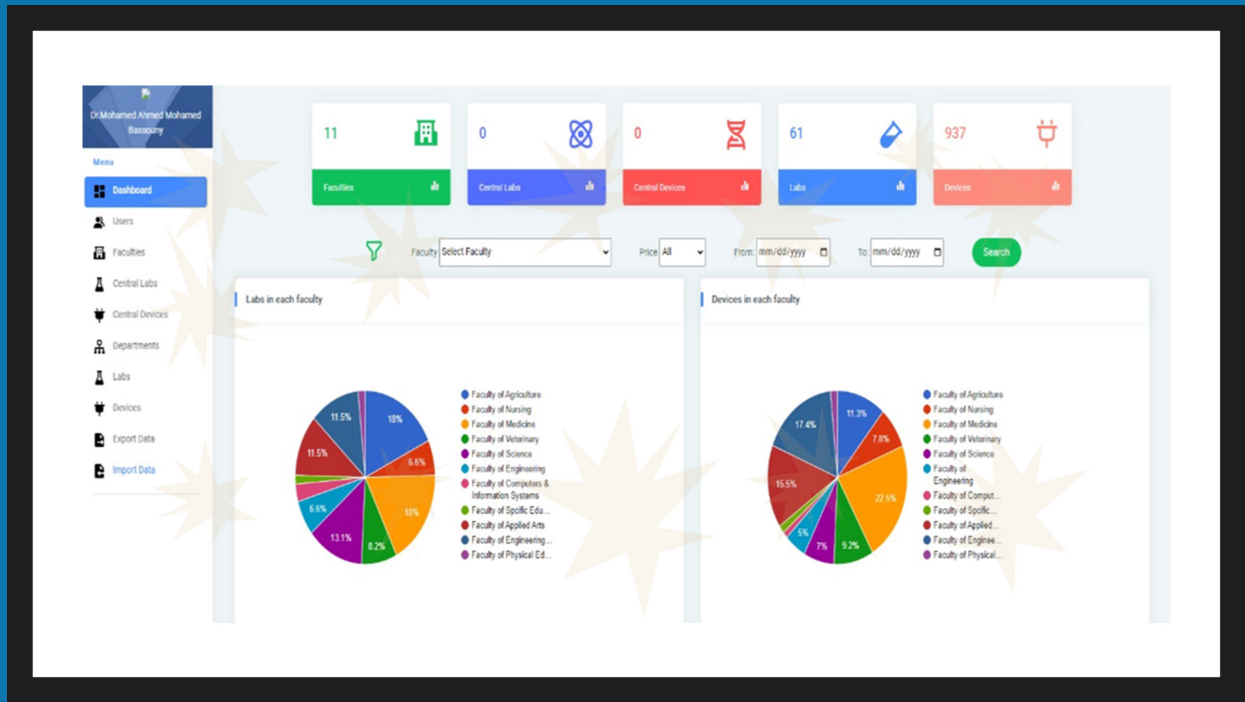 Dr.Mohamed Ahmed Mohamed
Bassouny
Menu
Dashboard
Users
Faculties
Central Labs
Central Devices
Departments
Labs
Devices
Export Data
Import Data
11
Faculties
0
Central Labs
0
Central Devices
61
Labs
937
Devices
Faculty Select Faculty
Price All
From: mm/dd/yyyy
To: mm/dd/yyyy
Search
Labs in each faculty
18%
6.6%
18%
8.2%
13.1%
6.6%
11.5%
11.5%
Faculty of Agriculture
Faculty of Nursing
Faculty of Medicine
Faculty of Veterinary
Faculty of Science
Faculty of Engineering
Faculty of Computers &
Information Systems
Faculty of Spcific Edu...
Faculty of Applied Arts
Faculty of Engineering...
Faculty of Physical Ed...
Devices in each faculty
11.3%
7.8%
22.5%
9.2%
7%
5%
15.5%
17.4%
Faculty of Agriculture
Faculty of Nursing
Faculty of Medicine
Faculty of Veterinary
Faculty of Science
Faculty of
Engineering
Faculty of Comput...
Faculty of Spcific...
Faculty of Applied...
Faculty of Enginee...
Faculty of Physical...